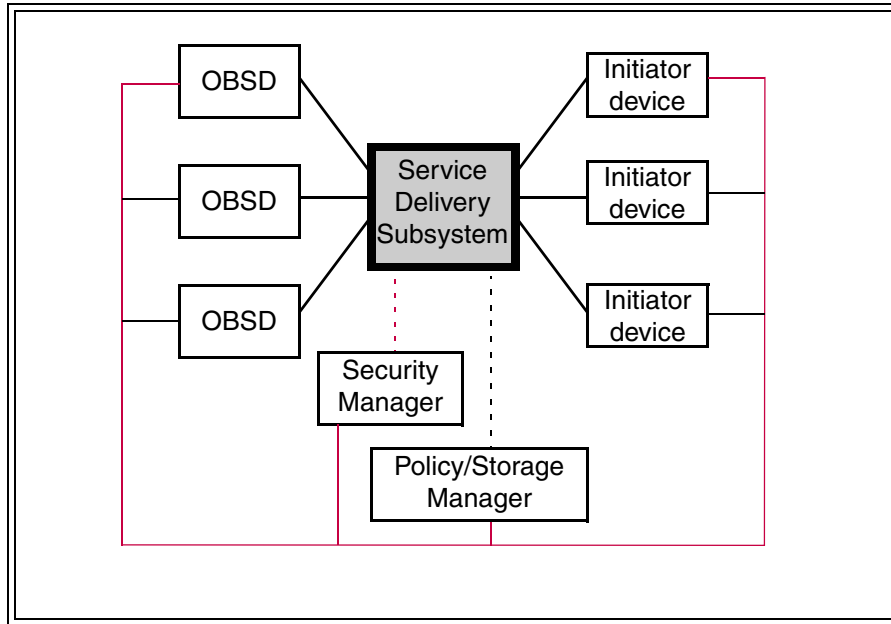 OBSD
Initiator
device
OBSD
Service
Delivery
Subsystem
Initiator
device
OBSD
Initiator
device
Security
Manager
Policy/Storage
Manager